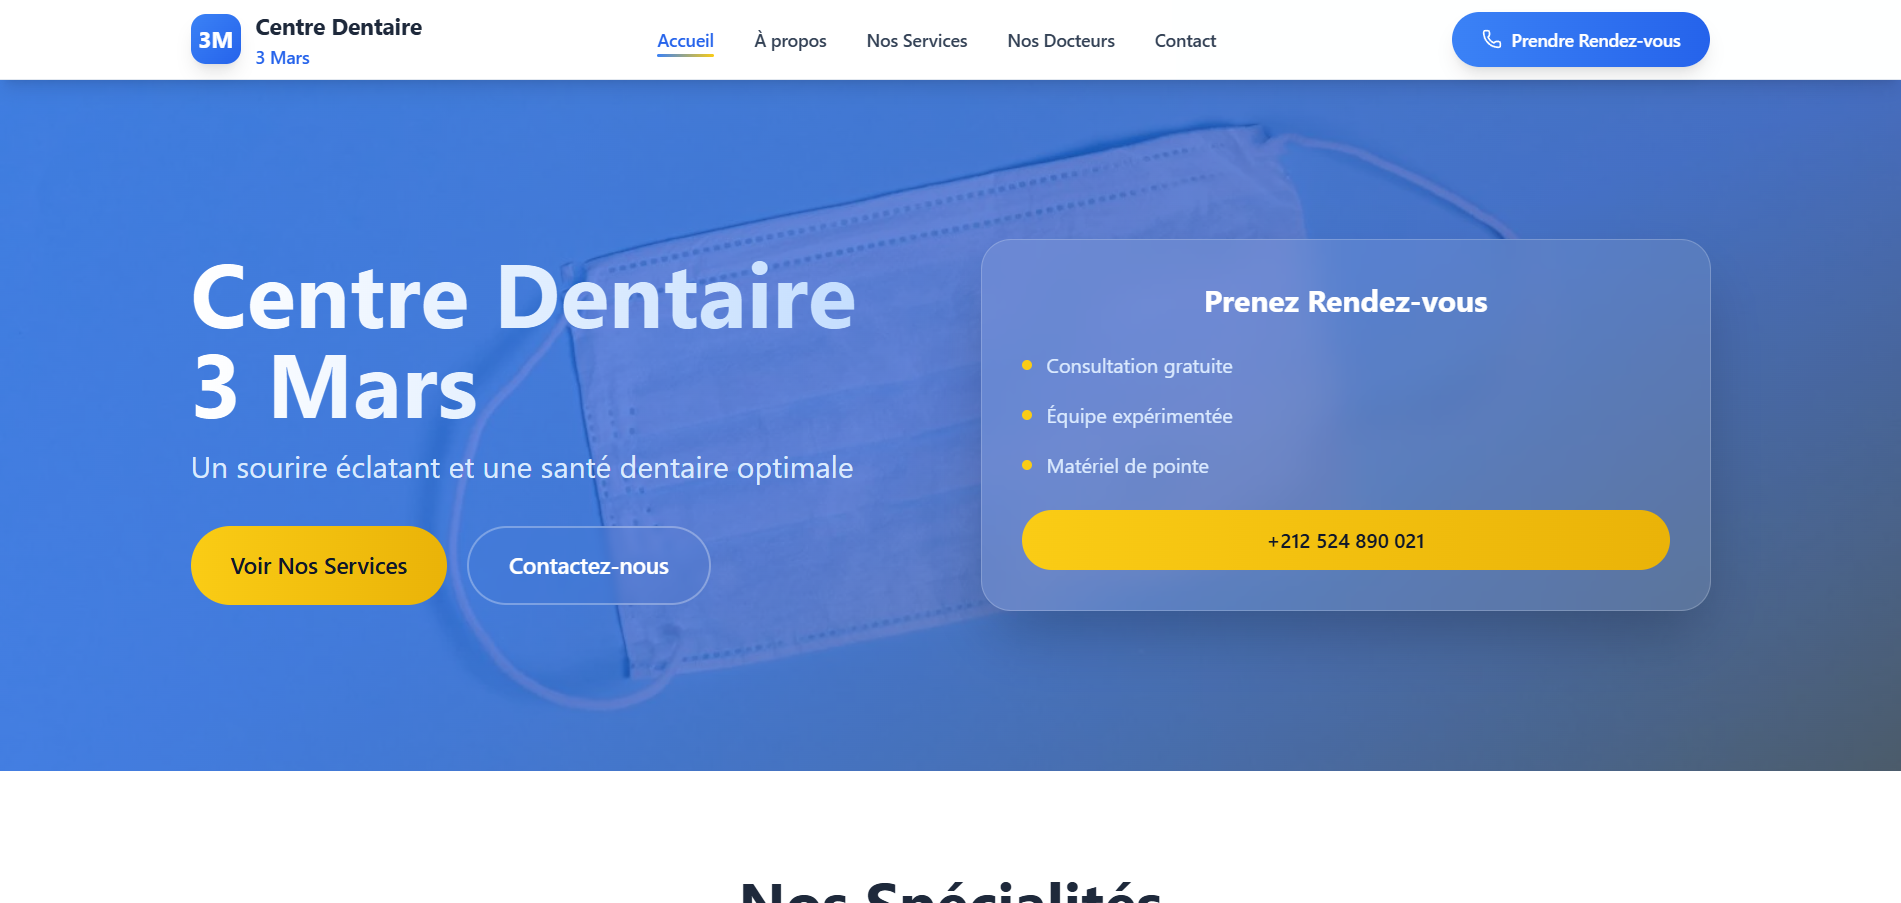 3M
Centre Dentaire
3 Mars
Accueil
À propos
Nos Services
Nos Docteurs
Contact
Prendre Rendez-vous
Centre Dentaire
3 Mars
Un sourire éclatant et une santé dentaire optimale
Voir Nos Services
Contactez-nous
Prenez Rendez-vous
Consultation gratuite
Équipe expérimentée
Matériel de pointe
+212 524 890 021
Nos Spécialités